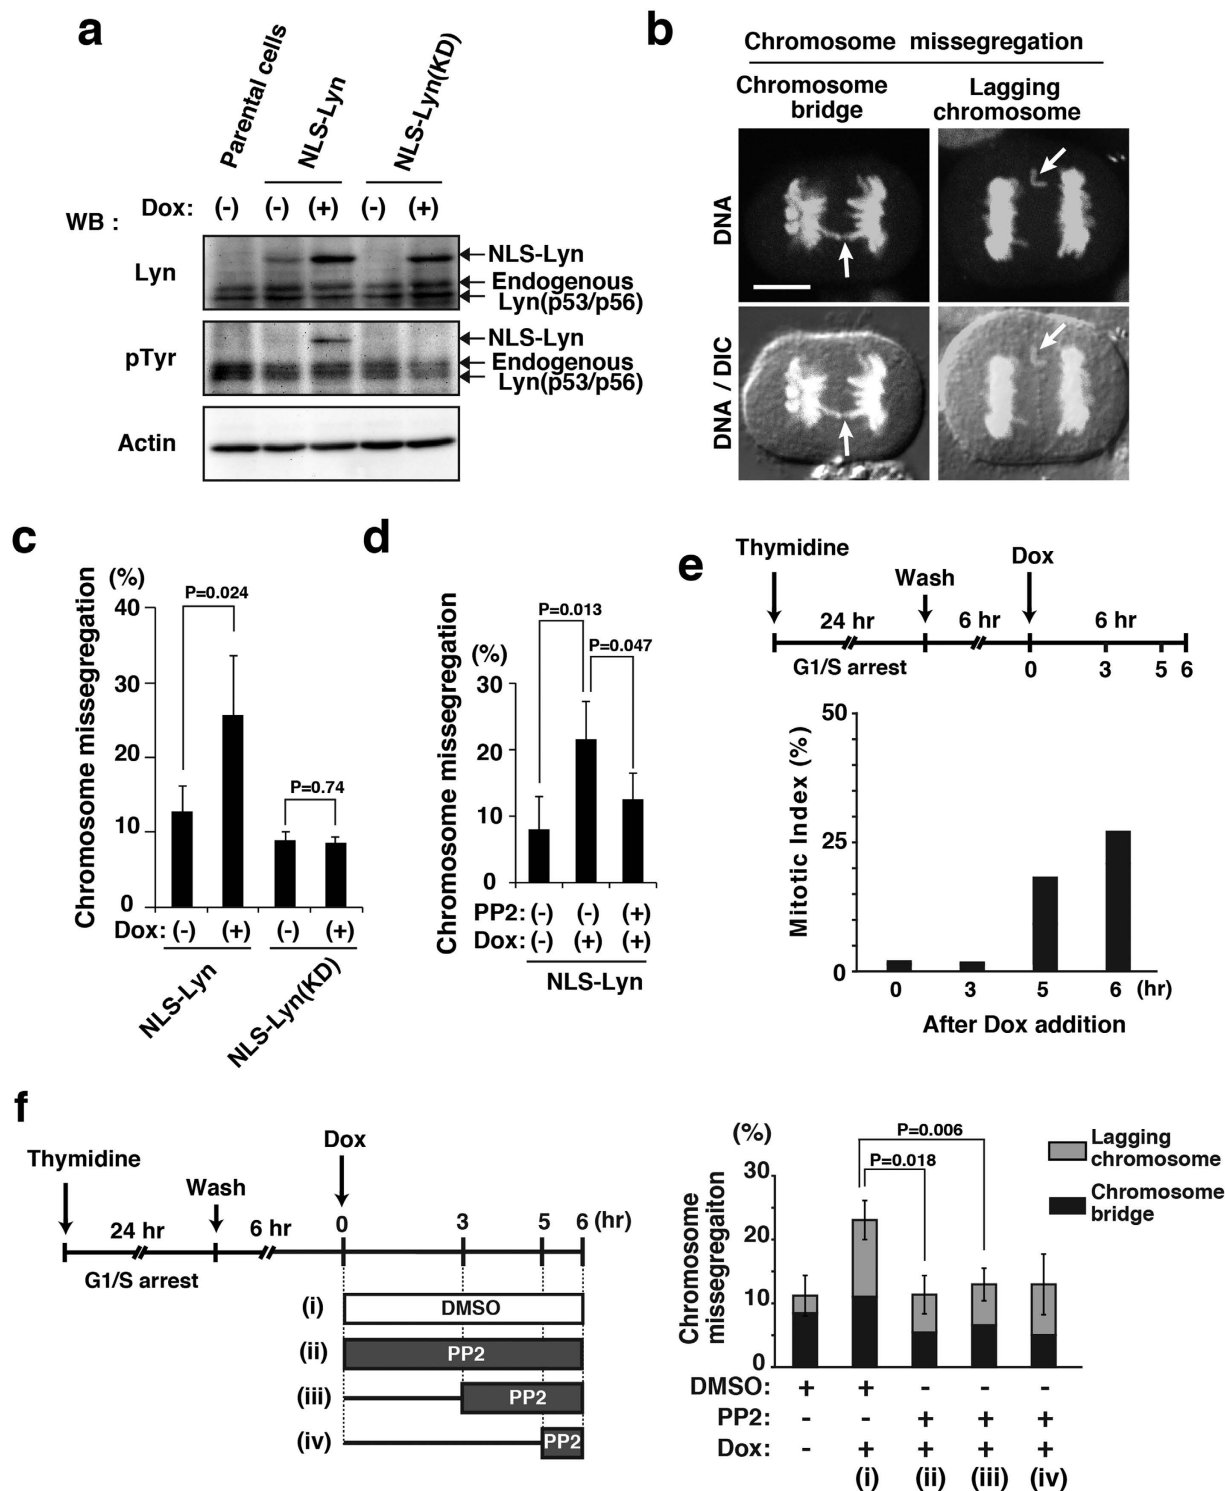 a
Parental cells
NLS-Lyn
NLS-Lyn(KD)
WB :
Dox: (-) (-) (+) (-) (+)
Lyn
NLS-Lyn
Endogenous
Lyn(p53/p56)
pTyr
NLS-Lyn
Endogenous
Lyn(p53/p56)
Actin
b
Chromosome missegregation
Chromosome
bridge
Lagging
chromosome
DNA
DNA / DIC
c
(%)
Chromosome missegregation
40
30
20
10
0
P=0.024
P=0.74
Dox: (-) (+) (-) (+)
NLS-Lyn
NLS-Lyn(KD)
d
(%)
Chromosome missegregation
30
20
10
0
P=0.013
P=0.047
PP2: (-) (-) (+)
Dox: (-) (+) (+)
NLS-Lyn
e
Thymidine
Wash
Dox
24 hr
6 hr
6 hr
G1/S arrest
0 3 5 6
Mitotic Index (%)
50
25
0
0 3 5 6 (hr)
After Dox addition
f
Thymidine
Wash
Dox
24 hr
6 hr
0 3 5 6 (hr)
G1/S arrest
(i) DMSO
(ii) PP2
(iii) PP2
(iv) PP2
(%)
Chromosome
missegregaiton
30
20
10
0
P=0.006
P=0.018
Lagging
chromosome
Chromosome
bridge
DMSO: + + - - -
PP2: - - + + +
Dox: - + + + +
(i) (ii) (iii) (iv)